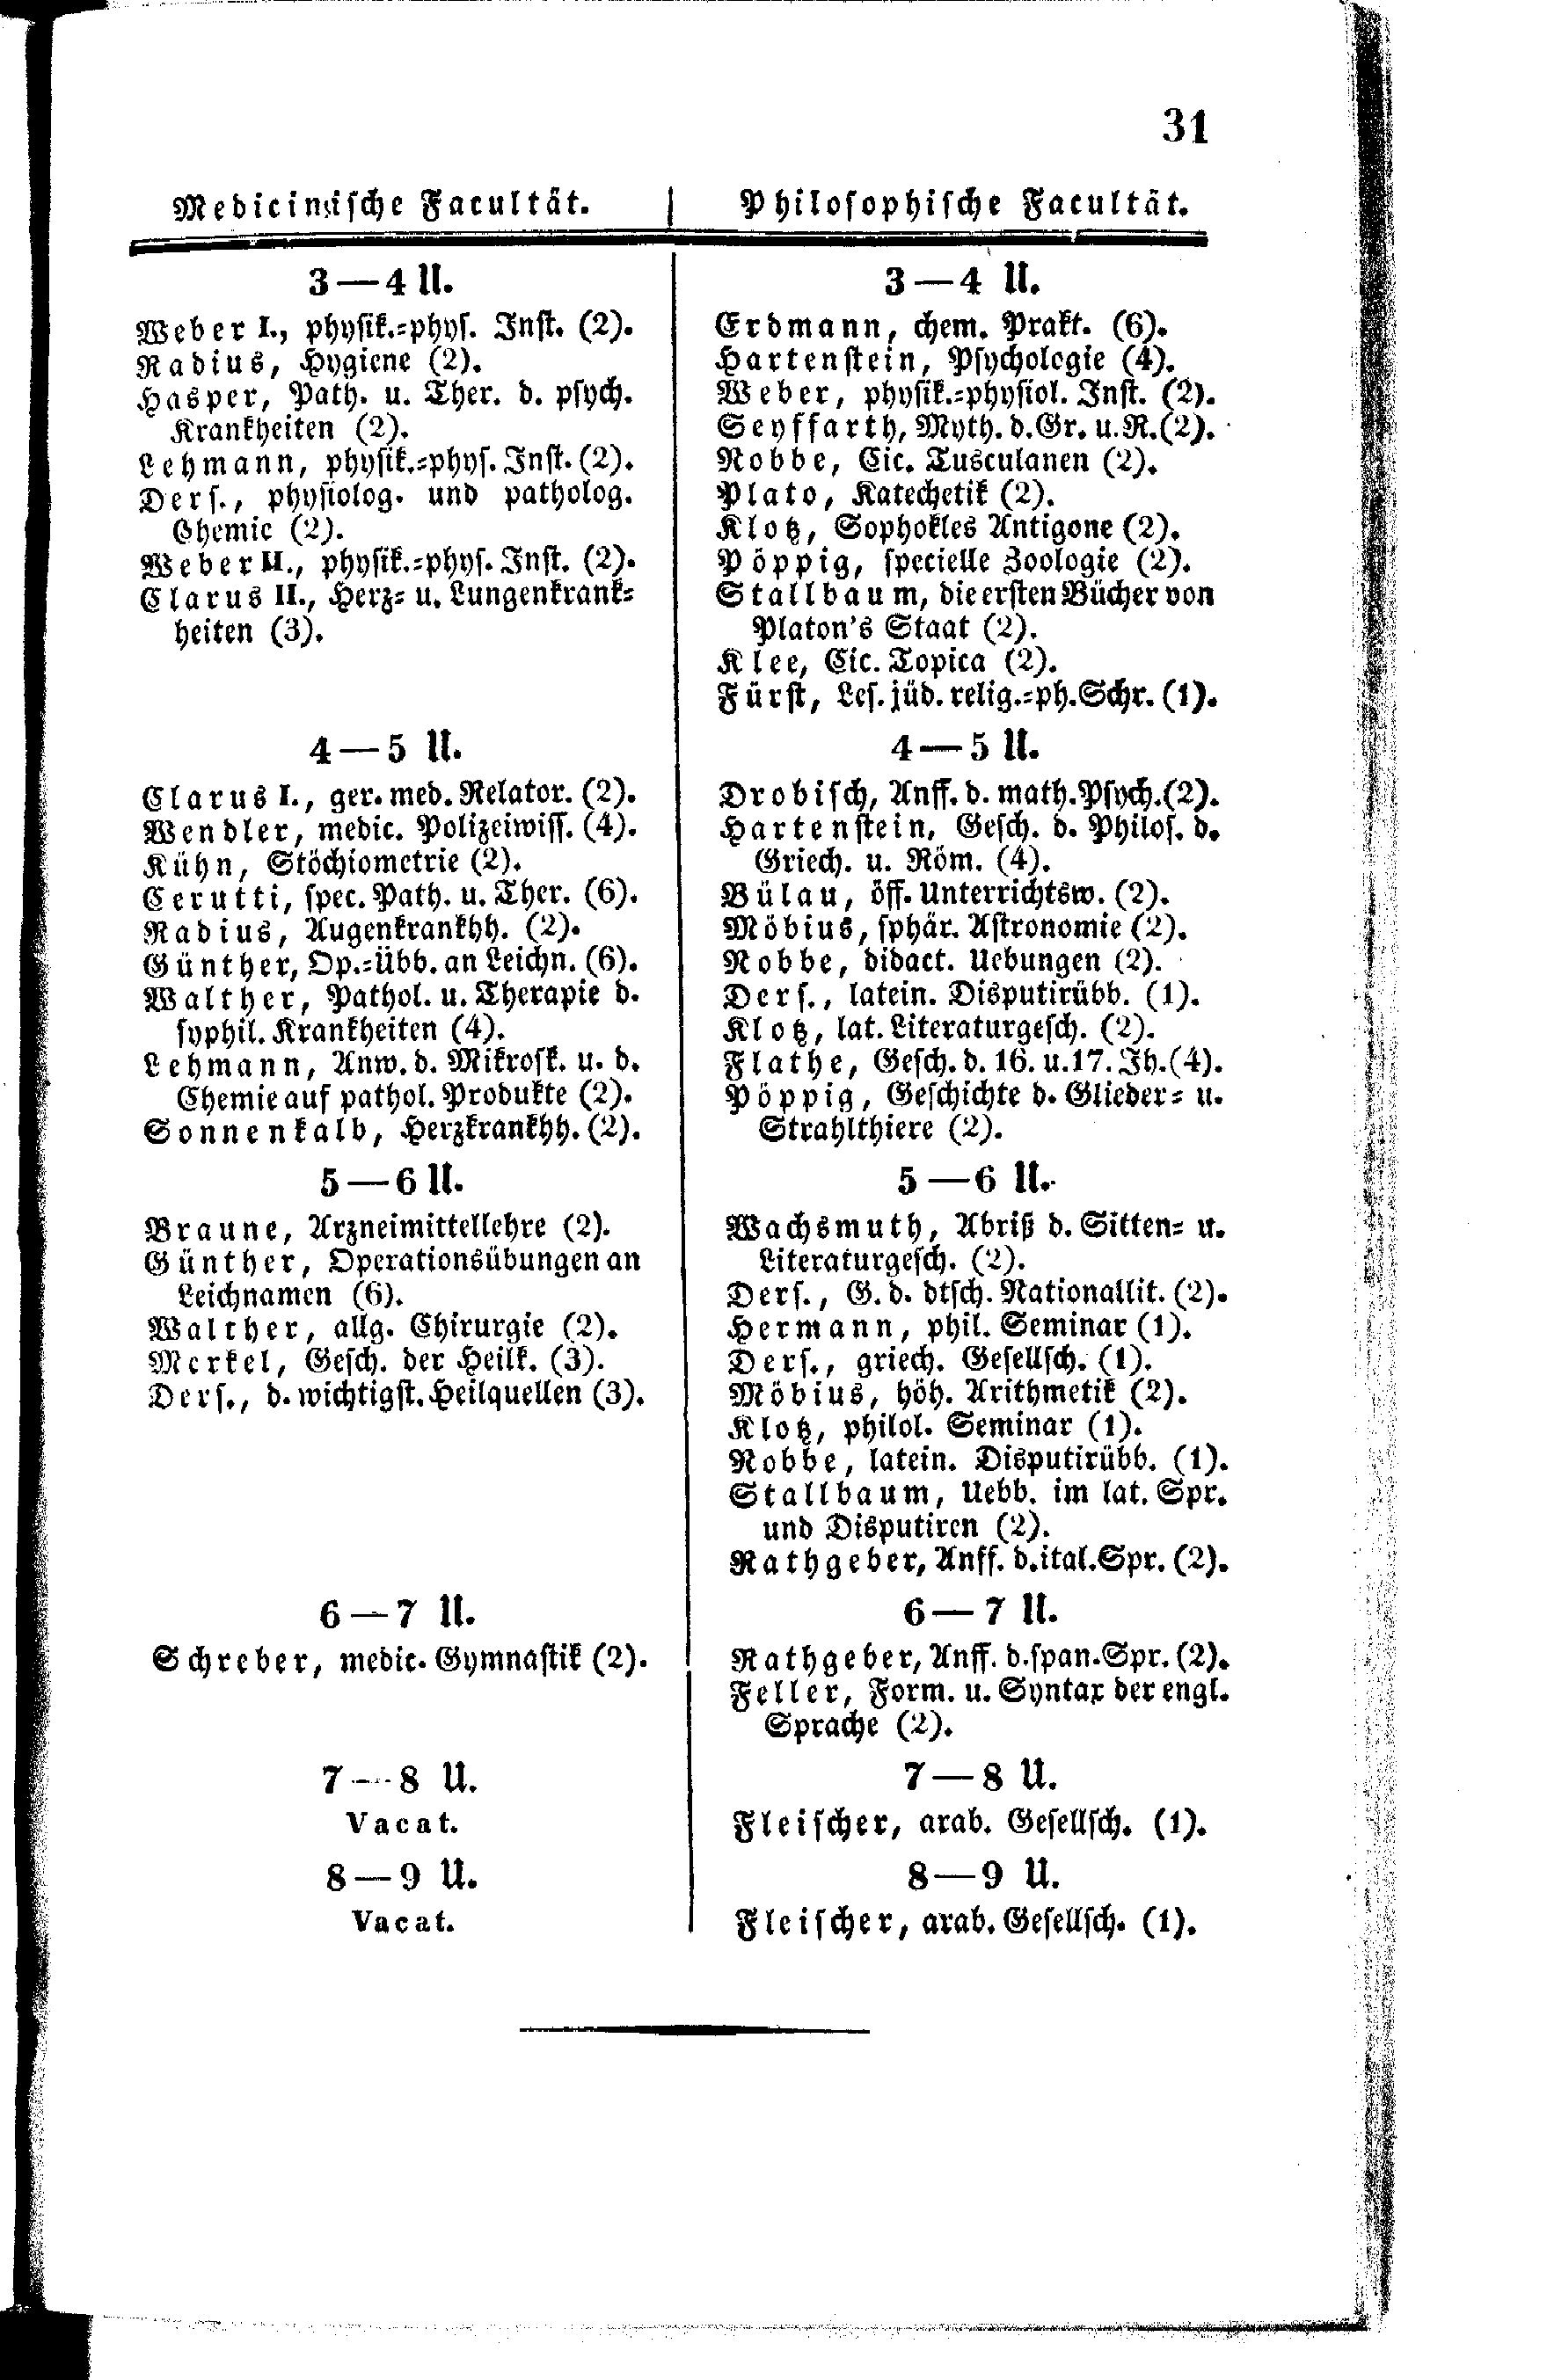 31
Medicinische Facultät.
3—4 U.
Weber I., physik.=phys. Inst. (2).
Radius, Hygiene (2).
Hasper, Path. u. Ther. d. psych.
Krankheiten (2).
Lehmann, physik.=phys. Inst. (2).
Ders., physiolog. und patholog.
Chemie (2).
Weber II., physik.=phys. Inst. (2).
Clarus II., Herz= u. Lungenkrank=
heiten (3).
4—5 U.
Clarus I., ger. med. Relator. (2).
Wendler, medic. Polizeiwiss. (4).
Kühn, Stöchiometrie (2).
Cerutti, spec. Path. u. Ther. (6).
Radius, Augenkrankhh. (2).
Günther, Op.=übb. an Leichn. (6).
Walther, Pathol. u. Therapie d.
syphil. Krankheiten (4).
Lehmann, Anw. d. Mikrosk. u. d.
Chemie auf pathol. Produkte (2).
Sonnenkalb, Herzkrankhh. (2).
5—6 U.
Braune, Arzneimittellehre (2).
Günther, Operationsübungen an
Leichnamen (6).
Walther, allg. Chirurgie (2).
Merkel, Gesch. der Heilk. (3).
Ders., d. wichtigst. Heilquellen (3).
6—7 U.
Schreber, medic. Gymnastik (2).
7—8 U.
Vacat.
8—9 U.
Vacat.
Philosophische Facultät.
3—4 U.
Erdmann, chem. Prakt. (6).
Hartenstein, Psychologie (4).
Weber, physik.=physiol. Inst. (2).
Seyffarth, Myth. d. Gr. u. R. (2).
Nobbe, Cic. Tusculanen (2).
Plato, Katechetik (2).
Klotz, Sophokles Antigone (2).
Pöppig, specielle Zoologie (2).
Stallbaum, die ersten Bücher von
Platon's Staat (2).
Klee, Cic. Topica (2).
Fürst, Les. jüd. relig.=ph. Schr. (1).
4—5 U.
Drobisch, Anff. d. math. Psych. (2).
Hartenstein, Gesch. d. Philos. d.
Griech. u. Röm. (4).
Bülau, öff. Unterrichtsw. (2).
Möbius, sphär. Astronomie (2).
Nobbe, didact. Uebungen (2).
Ders., latein. Disputirübb. (1).
Klotz, lat. Literaturgesch. (2).
Flathe, Gesch. d. 16. u. 17. Jh. (4).
Pöppig, Geschichte d. Glieder= u.
Strahlthiere (2).
5—6 U.
Wachsmuth, Abriß d. Sitten= u.
Literaturgesch. (2).
Ders., G. d. dtsch. Nationallit. (2).
Hermann, phil. Seminar (1).
Ders., griech. Gesellsch. (1).
Möbius, höh. Arithmetik (2).
Klotz, philol. Seminar (1).
Nobbe, latein. Disputirübb. (1).
Stallbaum, Uebb. im lat. Spr.
und Disputiren (2).
Rathgeber, Anff. d. ital. Spr. (2).
6—7 U.
Rathgeber, Anff. d. span. Spr. (2).
Feller, Form. u. Syntax der engl.
Sprache (2).
7—8 U.
Fleischer, arab. Gesellsch. (1).
8—9 U.
Fleischer, arab. Gesellsch. (1).